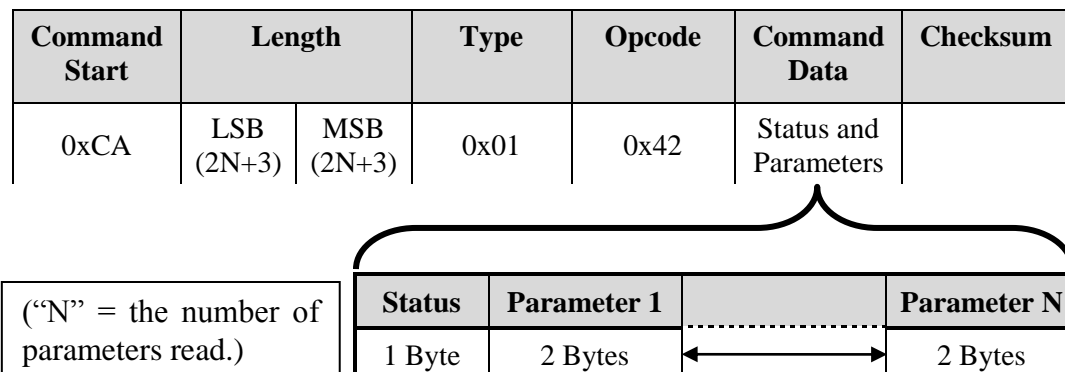 Command Start Length Type Opcode Command Data Checksum
0xCA LSB (2N+3) MSB (2N+3) 0x01 0x42 Status and Parameters
("N" = the number of
parameters read.)
Status Parameter 1 Parameter N
1 Byte 2 Bytes 2 Bytes